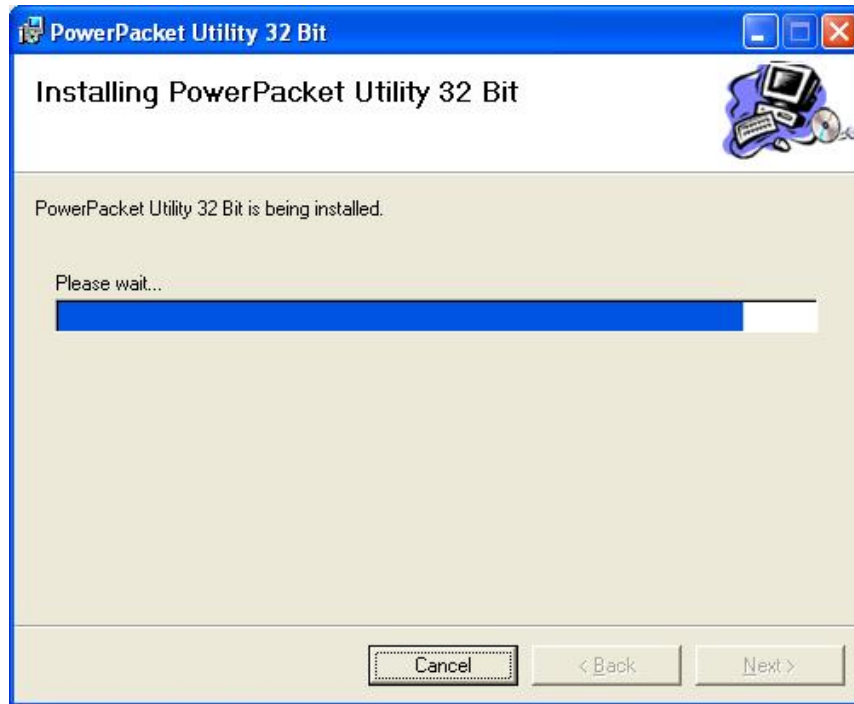 PowerPacket Utility 32 Bit
Installing PowerPacket Utility 32 Bit
PowerPacket Utility 32 Bit is being installed.
Please wait...
Cancel
< Back
Next >